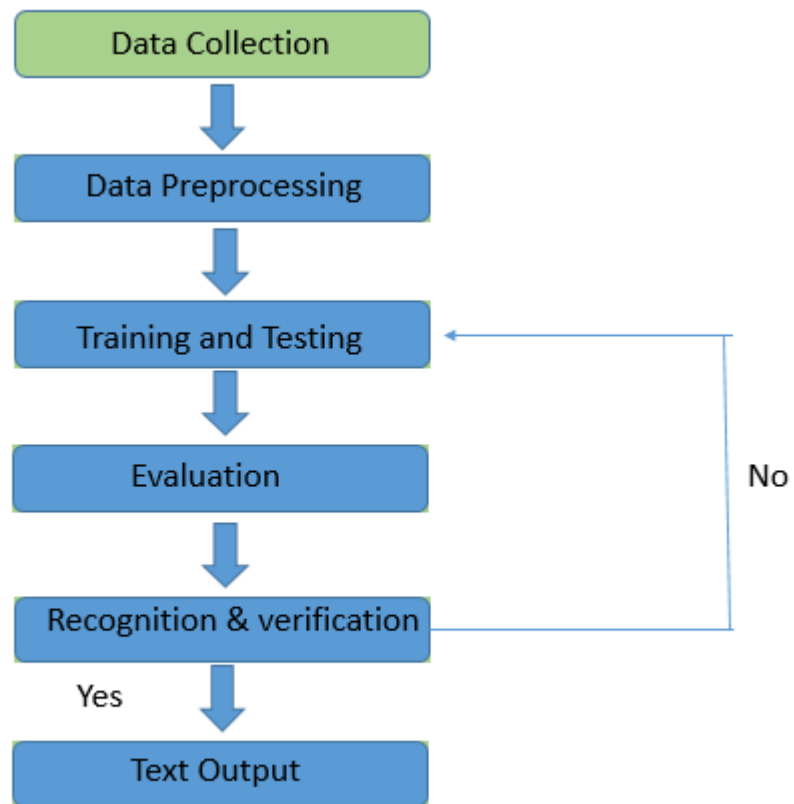 Data Collection
Data Preprocessing
Training and Testing
Evaluation
No
Recognition & verification
Yes
Text Output